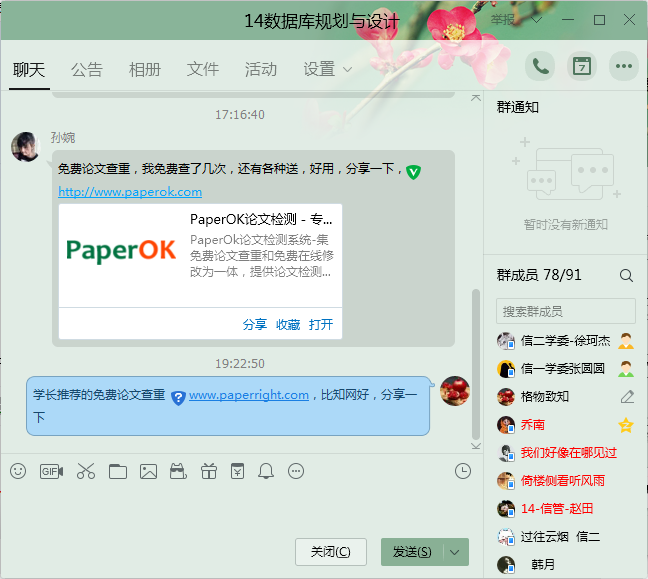 14数据库规划与设计
举报
聊天 公告 相册 文件 活动 设置
7
17:16:40
孙婉
免费论文查重，我免费查了几次，还有各种送，好用，分享一下，
http://www.paperok.com
PaperOK
PaperOK论文检测 - 专...
PaperOk论文检测系统-集
免费论文查重和免费在线修
改为一体，提供论文检测...
分享 收藏 打开
19:22:50
学长推荐的免费论文查重 www.paperright.com，比知网好，分享一
下
GIF
关闭(C) 发送(S)
群通知
暂时没有新通知
群成员 78/91
搜索群成员
信二学委-徐珂杰
信一学委张圆圆
格物致知
乔南
我们好像在哪见过
倚楼侧看听风雨
14-信管-赵田
过往云烟 信二
韩月